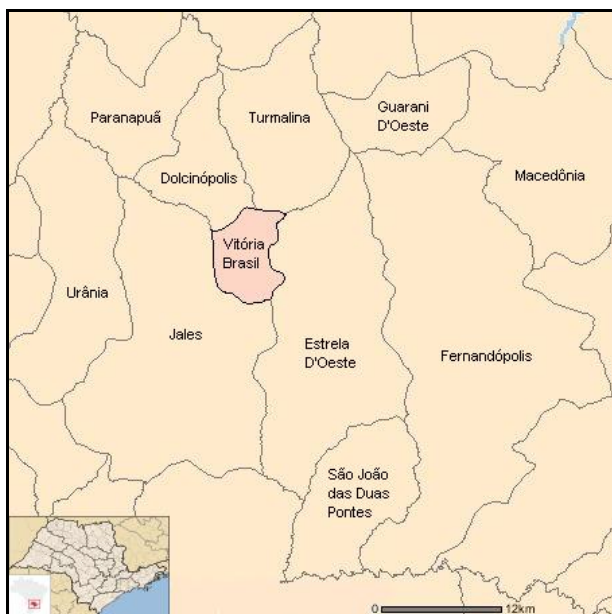 Paranapuã
Turmalina
Guarani
D'Oeste
Dolcinópolis
Macedônia
Vitória
Brasil
Urânia
Jales
Estrela
D'Oeste
Fernandópolis
São João
das Duas
Pontes
0
12km